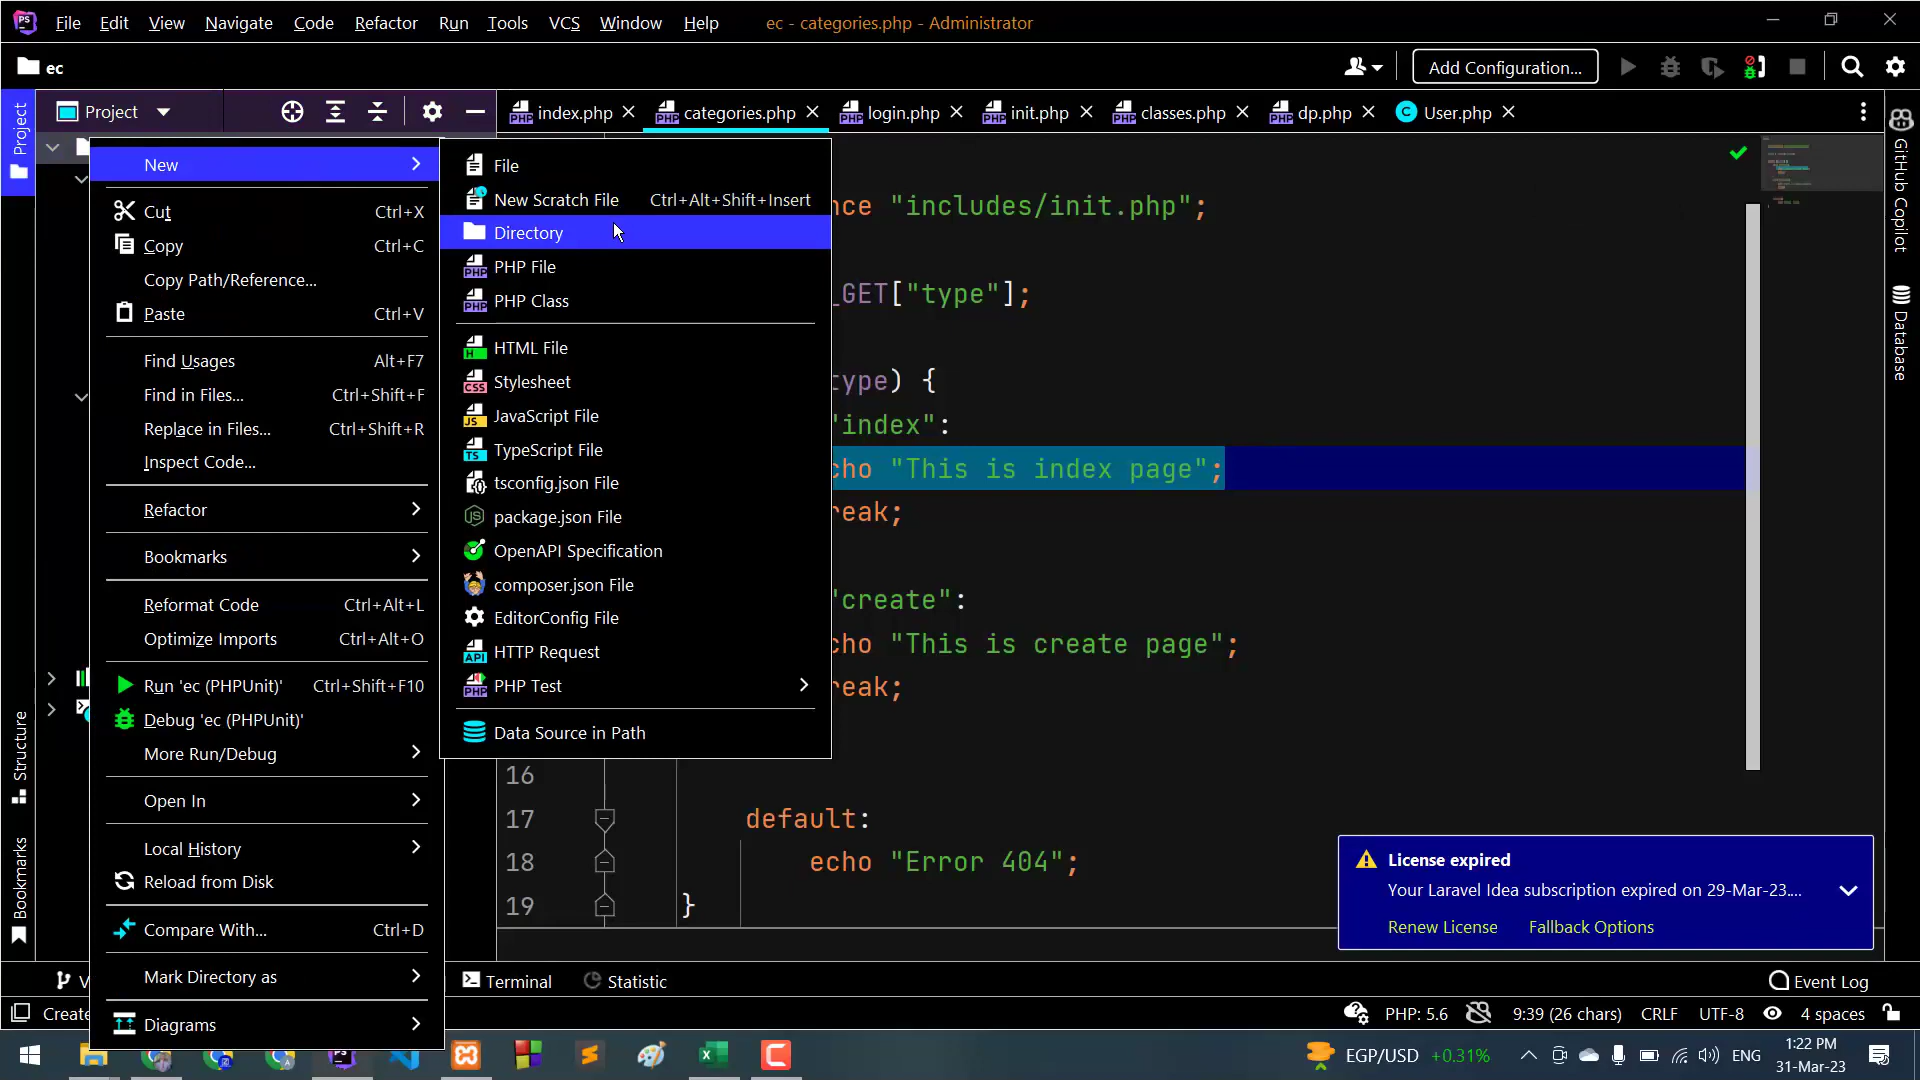 File Edit View Navigate Code Refactor Run Tools VCS Window Help ec - categories.php - Administrator
ec
Add Configuration...
Project
index.php categories.php login.php init.php classes.php dp.php User.php
Project
Structure
Bookmarks
New
Cut Ctrl+X
Copy Ctrl+C
Copy Path/Reference...
Paste Ctrl+V
Find Usages Alt+F7
Find in Files... Ctrl+Shift+F
Replace in Files... Ctrl+Shift+R
Inspect Code...
Refactor
Bookmarks
Reformat Code Ctrl+Alt+L
Optimize Imports Ctrl+Alt+O
Run 'ec (PHPUnit)' Ctrl+Shift+F10
Debug 'ec (PHPUnit)'
More Run/Debug
Open In
Local History
Reload from Disk
Compare With... Ctrl+D
Mark Directory as
Diagrams
File
New Scratch File Ctrl+Alt+Shift+Insert
Directory
PHP File
PHP Class
HTML File
Stylesheet
JavaScript File
TypeScript File
tsconfig.json File
package.json File
OpenAPI Specification
composer.json File
EditorConfig File
HTTP Request
PHP Test
Data Source in Path
nce "includes/init.php";
_GET["type"];
type) {
"index":
cho "This is index page";
reak;
"create":
cho "This is create page";
reak;
16
17 default:
18 echo "Error 404";
19 }
GitHub Copilot
Database
License expired
Your Laravel Idea subscription expired on 29-Mar-23....
Renew License Fallback Options
V Terminal Statistic Event Log
Create PHP: 5.6 9:39 (26 chars) CRLF UTF-8 4 spaces
EGP/USD +0.31% ENG 1:22 PM
31-Mar-23